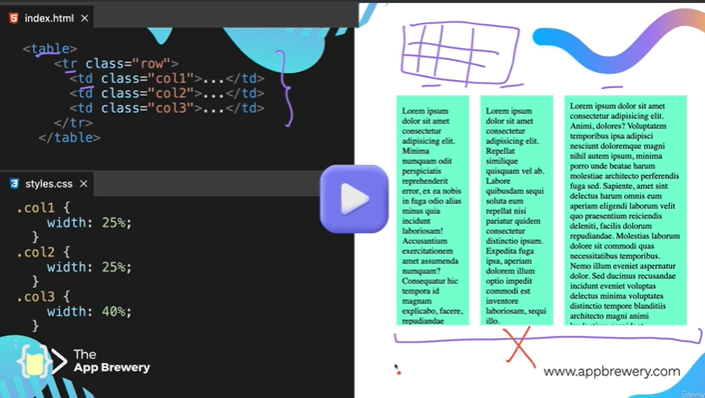 index.html ×
<table>
<tr class="row">
<td class="col1">...</td>
<td class="col2">...</td>
<td class="col3">...</td>
</tr>
</table>
styles.css ×
.col1 {
width: 25%;
}
.col2 {
width: 25%;
}
.col3 {
width: 40%;
}
The
App Brewery
Lorem ipsum
dolor sit amet
consectetur
adipisicing elit.
Minima
numquam odit
perspiciatis
reprehenderit
error, ex ea nobis
in fuga odio alias
minus quia
incidunt
laboriosam!
Accusantium
exercitationem
amet assumenda
numquam?
Consequatur hic
tempora id
magnam
explicabo, facere,
repudiandae
Lorem ipsum
dolor sit amet
consectetur
adipisicing elit.
Repellat
similique
quisquam vel ab.
Labore
quibusdam sequi
soluta eum
repellat nisi
pariatur quidem
consectetur
distinctio ipsum.
Expedita fuga
ipsa, aperiam
dolorem illum
optio impedit
commodi est
inventore
laboriosam, sequi
illo.
Lorem ipsum dolor sit amet
consectetur adipisicing elit.
Animi, dolores? Voluptatem
temporibus ipsa adipisci
nesciunt doloremque magni
nihil autem ipsum, minima
porro unde beatae harum
molestiae architecto perferendis
fuga sed. Sapiente, amet sint
delectus harum omnis eum
aperiam eligendi laborum velit
quo praesentium reiciendis
deleniti, facilis dolorum
repudiandae. Molestias laborum
dolore sit commodi quas
necessitatibus temporibus.
Nemo illum eveniet aspernatur
dolor. Sed ducimus recusandae
incidunt eveniet voluptas
delectus minima voluptates
distinctio tempore blanditiis
architecto magni animi
www.appbrewery.com
Udemy